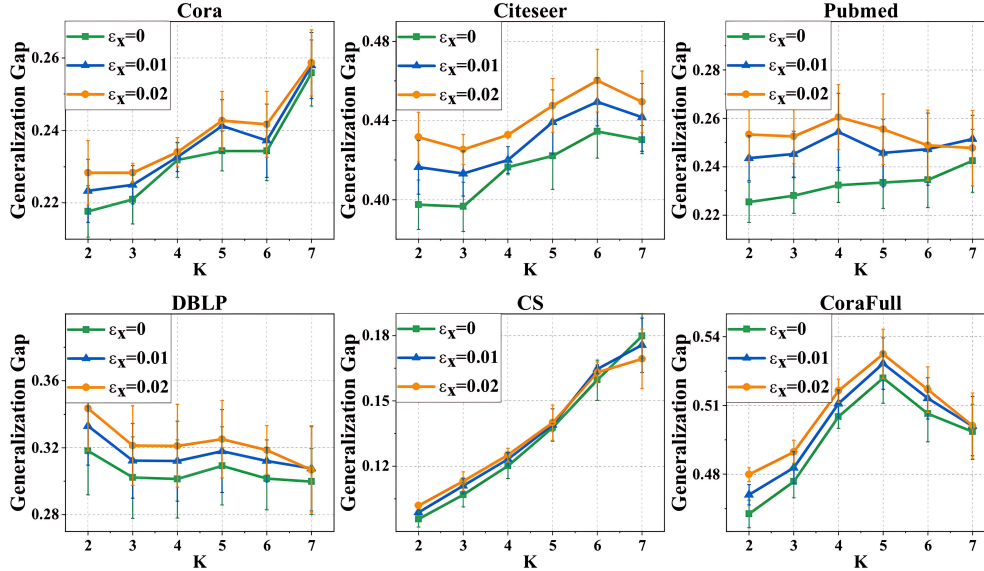 Cora
Generalization Gap
0.26
0.24
0.22
εx=0
εx=0.01
εx=0.02
2 3 4 5 6 7
K
Citeseer
Generalization Gap
0.48
0.44
0.40
εx=0
εx=0.01
εx=0.02
2 3 4 5 6 7
K
Pubmed
Generalization Gap
0.28
0.26
0.24
0.22
εx=0
εx=0.01
εx=0.02
2 3 4 5 6 7
K
DBLP
Generalization Gap
0.36
0.32
0.28
εx=0
εx=0.01
εx=0.02
2 3 4 5 6 7
K
CS
Generalization Gap
0.18
0.15
0.12
εx=0
εx=0.01
εx=0.02
2 3 4 5 6 7
K
CoraFull
Generalization Gap
0.54
0.51
0.48
εx=0
εx=0.01
εx=0.02
2 3 4 5 6 7
K